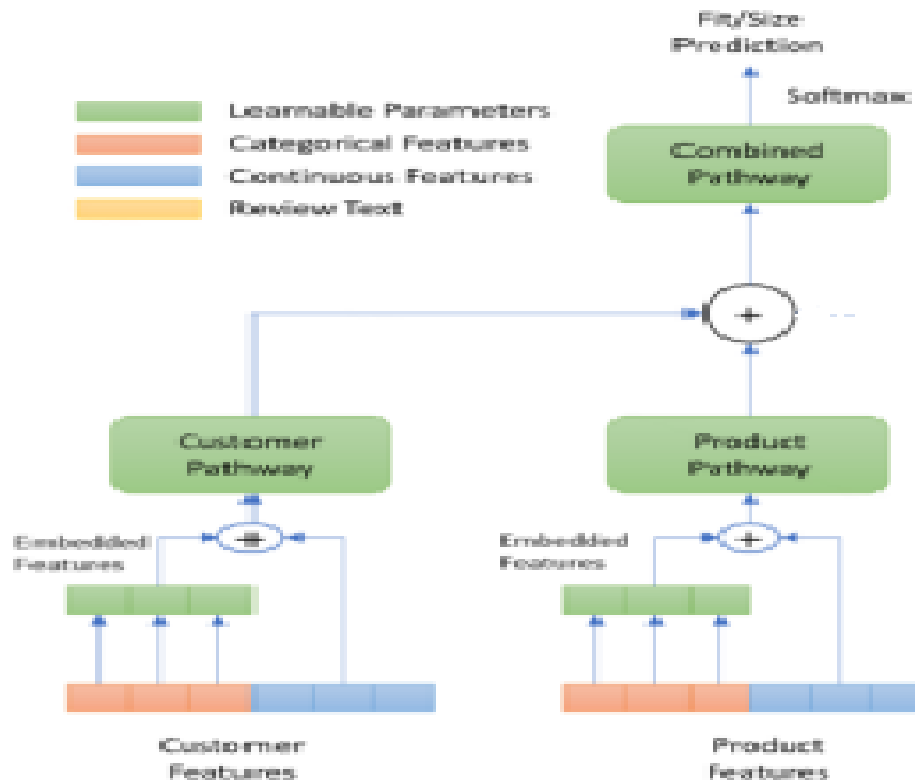 Fit/Size
Prediction
Softmax
Learnable Parameters
Categorical Features
Continuous Features
Review Text
Combined
Pathway
+
Customer
Pathway
Product
Pathway
Embedded
Features
+
Embedded
Features
+
Customer
Features
Product
Features